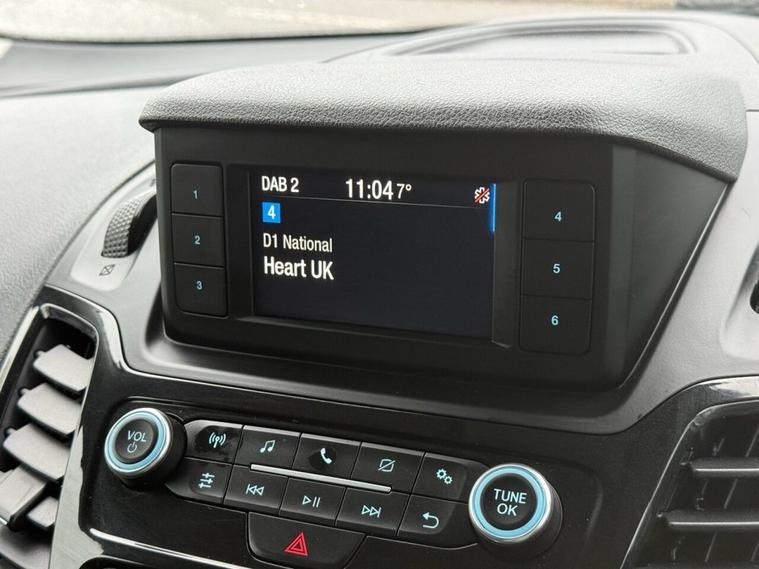 DAB 2 11:04 7°
4
D1 National
Heart UK
1
2
3
4
5
6
VOL
TUNE
OK